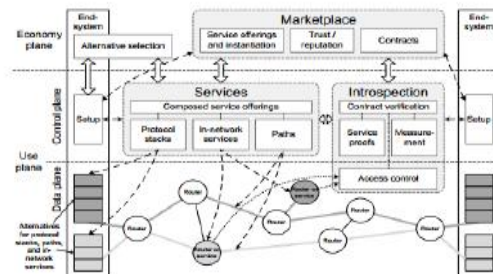 Economy plane
End-system
Marketplace
Alternative selection
Service offerings
and instantiation
Trust /
reputation
Contracts
End-system
Control plane
Setup
Services
Composed service offerings
Protocol
stacks
In-network
services
Paths
Introspection
Contract verification
Service
proofs
Measure-
ment
Access control
Setup
Use
plane
Data plane
Alternatives
for protocol
stacks, paths,
and in-
network
services
Router
Router
Router
Router w/
service
Router w/
service
Router
Router